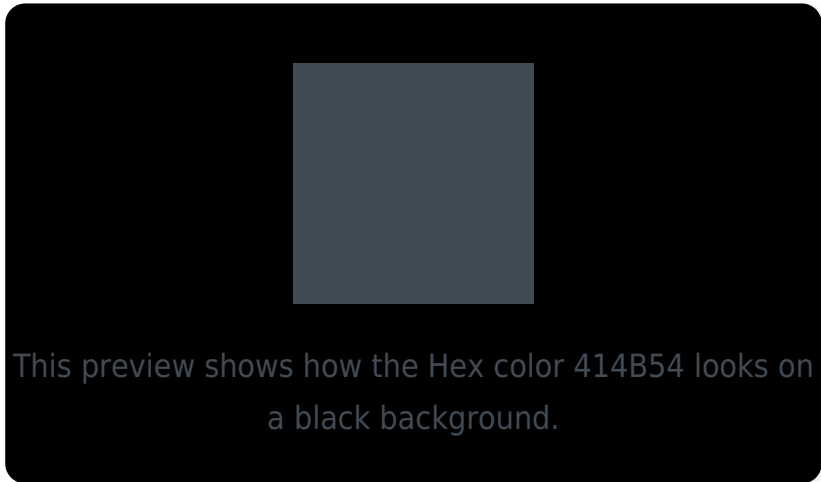 This preview shows how the Hex color 414B54 looks on
a black background.